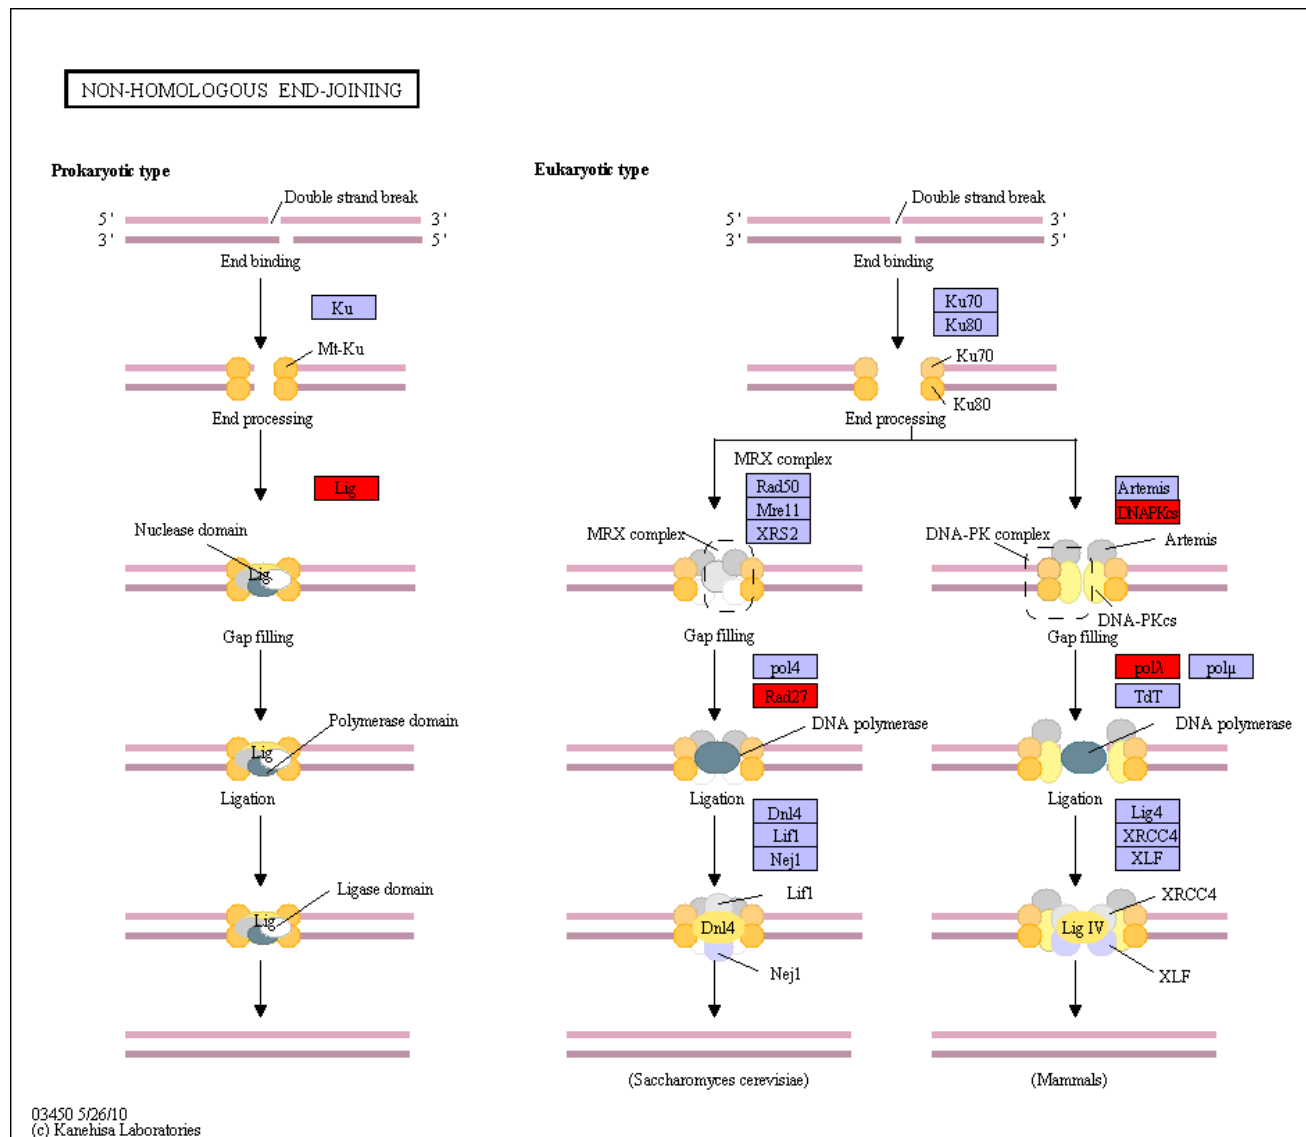 NON-HOMOLOGOUS END-JOINING
Prokaryotic type
Double strand break
5' 3'
3' 5'
End binding
Ku
Mt-Ku
End processing
Lig
Nuclease domain
Lig
Gap filling
Polymerase domain
Lig
Ligation
Ligase domain
Lig
Eukaryotic type
Double strand break
5' 3'
3' 5'
End binding
Ku70
Ku80
Ku70
Ku80
End processing
MRX complex
Rad50
Mre11
XRS2
MRX complex
Gap filling
pol4
Rad27
DNA polymerase
Ligation
Dnl4
Lif1
Nej1
Lif1
Dnl4
Nej1
(Saccharomyces cerevisiae)
Artemis
DNAPKcs
DNA-PK complex
Artemis
DNA-PKcs
Gap filling
polλ polμ
TdT
DNA polymerase
Ligation
Lig4
XRCC4
XLF
XRCC4
Lig IV
XLF
(Mammals)
03450 5/26/10
(c) Kanehisa Laboratories